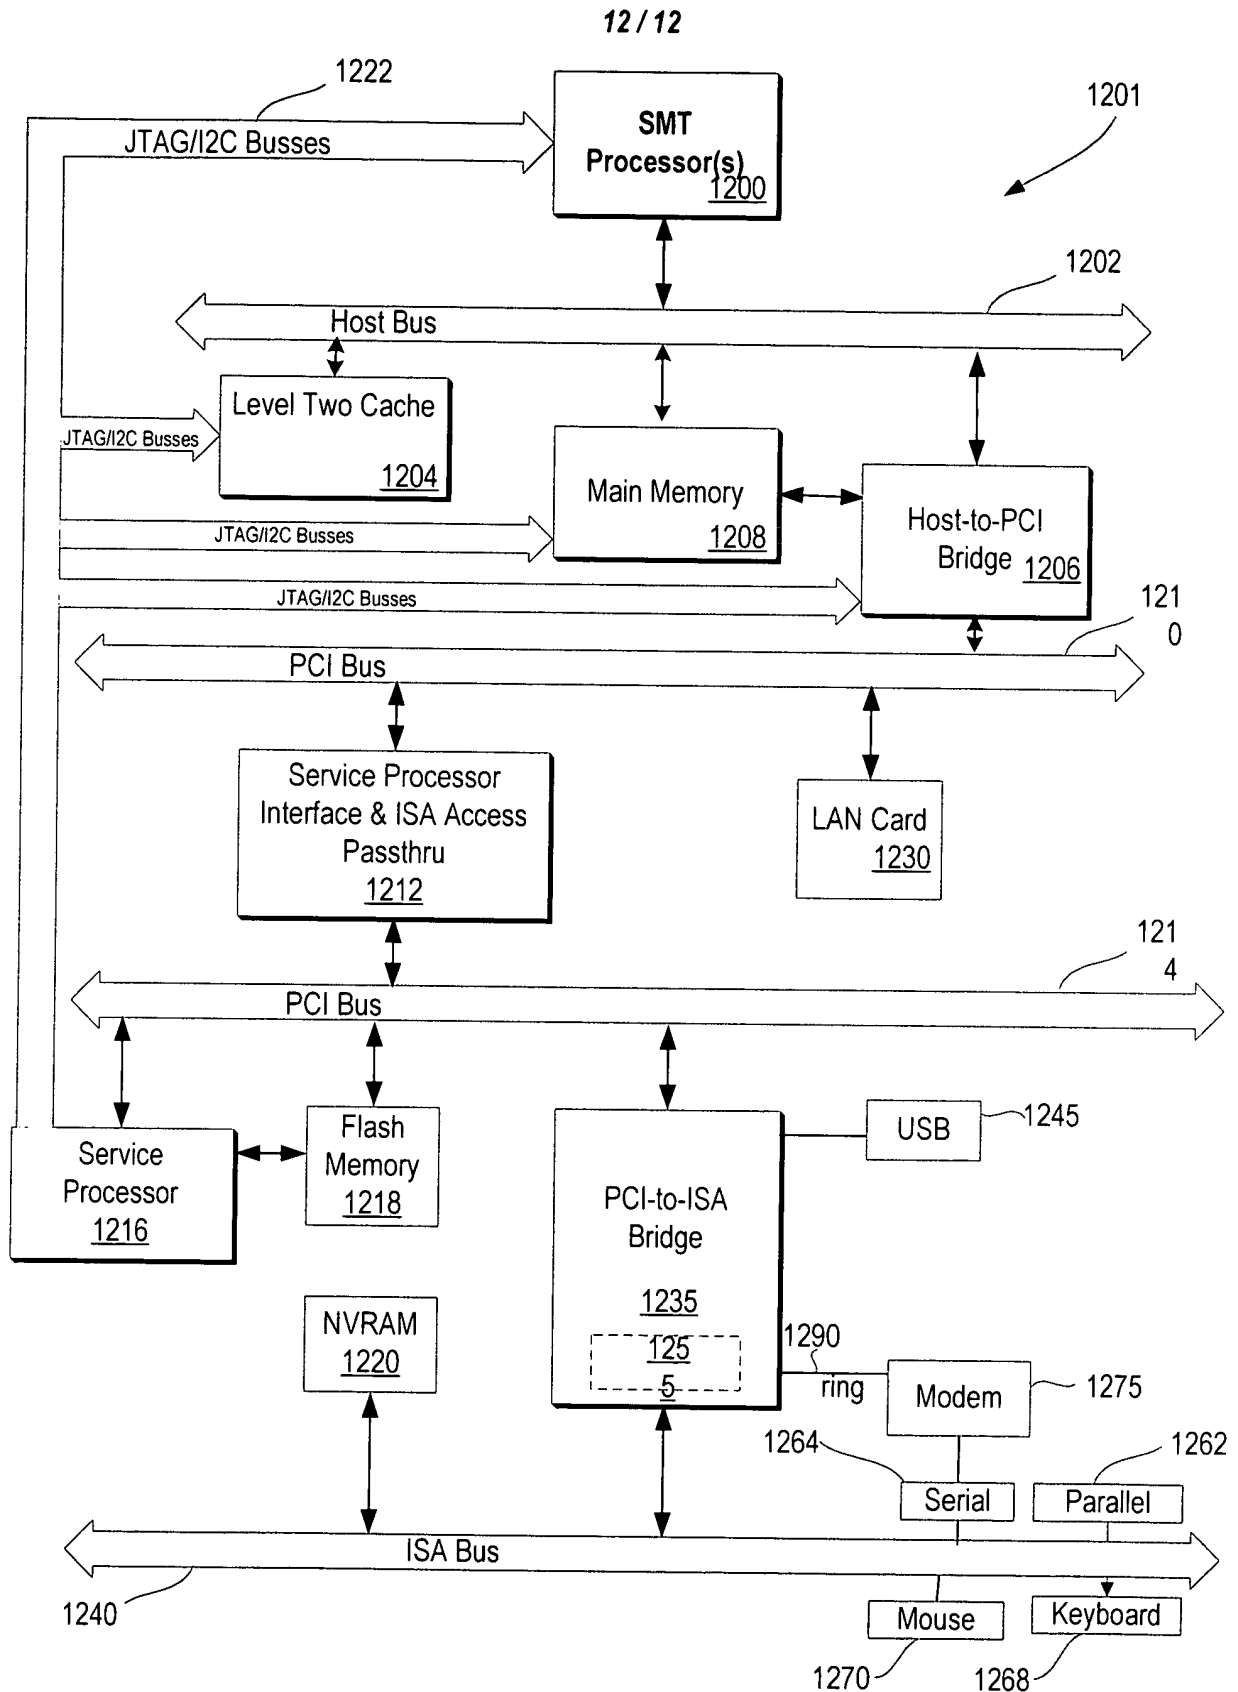 12 / 12
1222
JTAG/I2C Busses
SMT
Processor(s)
1200
1201
1202
Host Bus
Level Two Cache
1204
JTAG/I2C Busses
Main Memory
1208
Host-to-PCI
Bridge
1206
JTAG/I2C Busses
JTAG/I2C Busses
121
0
PCI Bus
Service Processor
Interface & ISA Access
Passthru
1212
LAN Card
1230
121
4
PCI Bus
Service
Processor
1216
Flash
Memory
1218
PCI-to-ISA
Bridge
1235
125
5
USB
1245
NVRAM
1220
1290
ring
Modem
1275
1264
1262
Serial
Parallel
ISA Bus
1240
Mouse
Keyboard
1270
1268